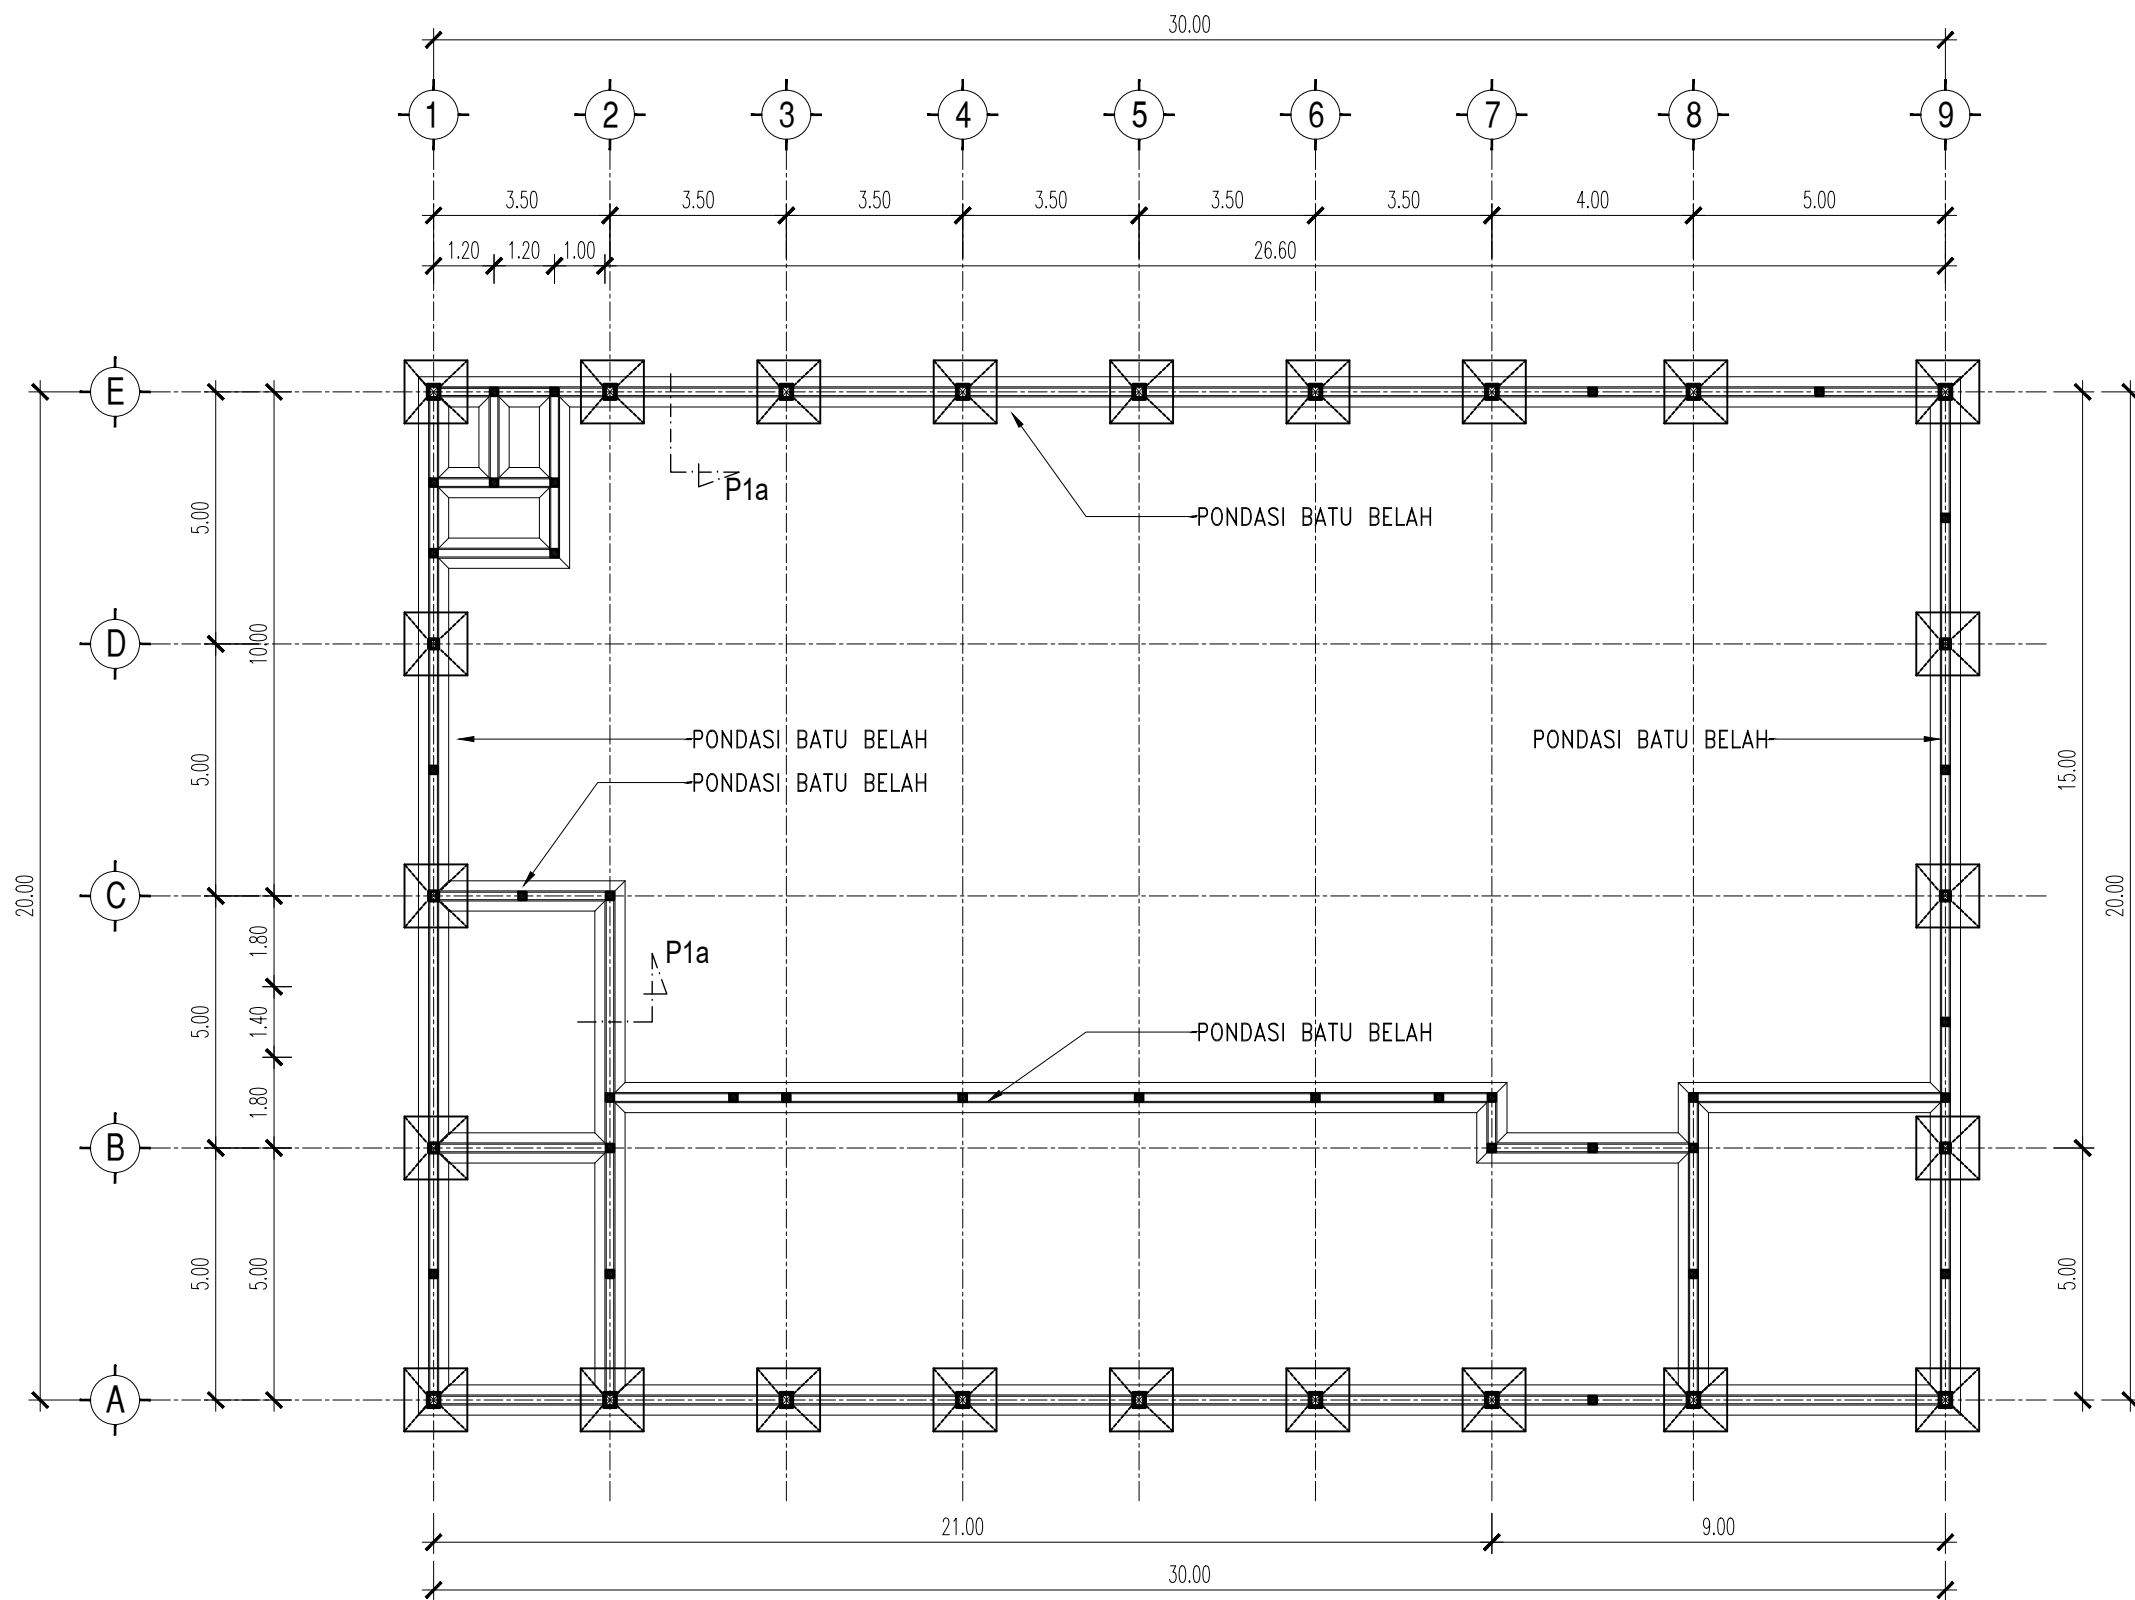 30.00
1 2 3 4 5 6 7 8 9
3.50 3.50 3.50 3.50 3.50 3.50 4.00 5.00
1.20 1.20 1.00 26.60
E
P1a
5.00
PONDASI BATU BELAH
D
1000
PONDASI BATU BELAH
PONDASI BATU BELAH
5.00
15.00
PONDASI BATU BELAH
20.00
C
20.00
1.80
P1a
5.00
1.40
PONDASI BATU BELAH
1.80
B
5.00
5.00
5.00
A
21.00 9.00
30.00